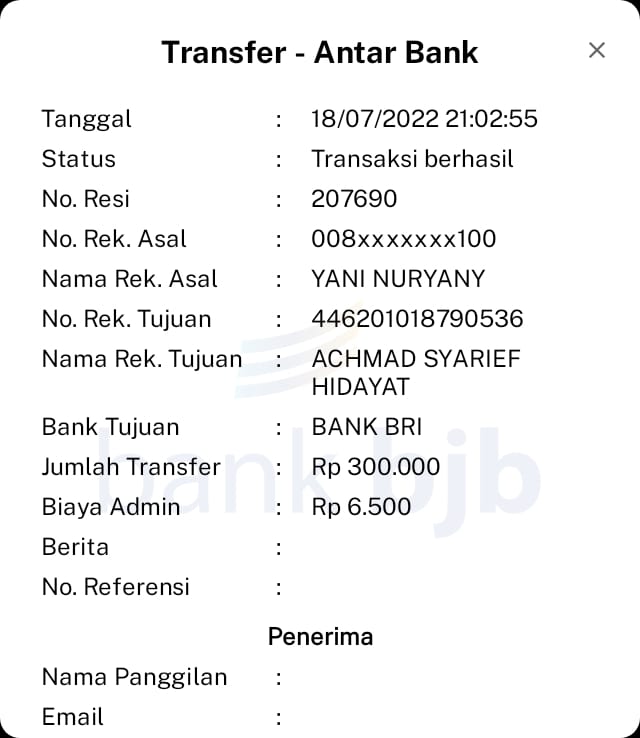 Transfer - Antar Bank
Tanggal : 18/07/2022 21:02:55
Status : Transaksi berhasil
No. Resi : 207690
No. Rek. Asal : 008xxxxxxx100
Nama Rek. Asal : YANI NURYANY
No. Rek. Tujuan : 446201018790536
Nama Rek. Tujuan : ACHMAD SYARIEF
HIDAYAT
Bank Tujuan : BANK BRI
Jumlah Transfer : Rp 300.000
Biaya Admin : Rp 6.500
Berita :
No. Referensi :
Penerima
Nama Panggilan :
Email :
bank bjb